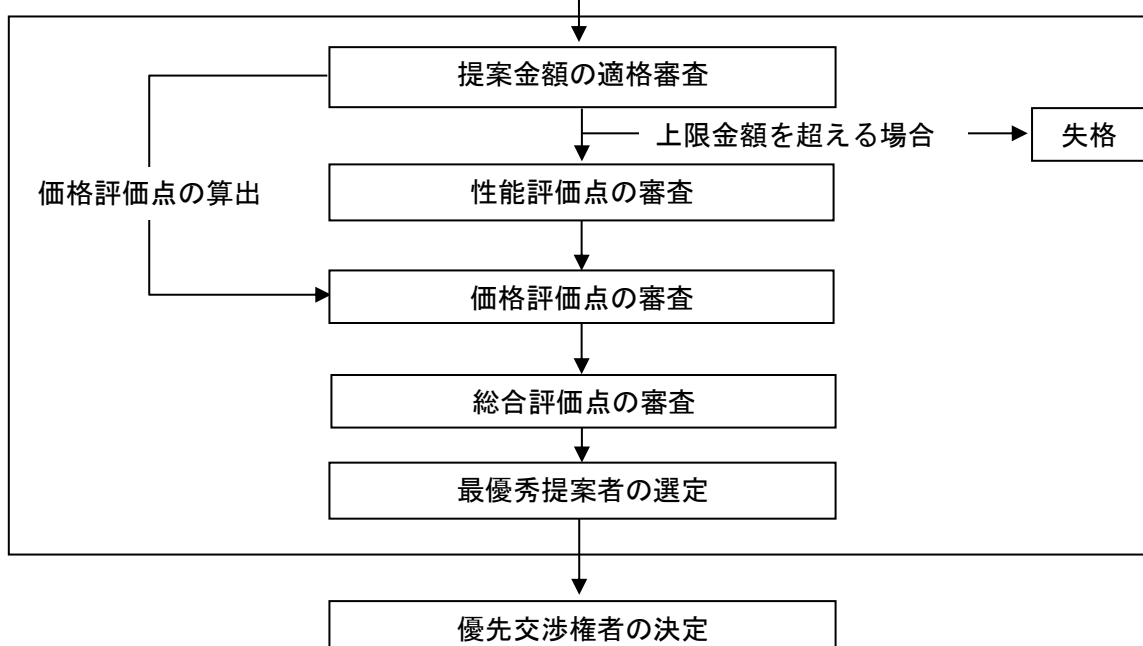 提案金額の適格審査
上限金額を超える場合
失格
性能評価点の審査
価格評価点の算出
価格評価点の審査
総合評価点の審査
最優秀提案者の選定
優先交渉権者の決定